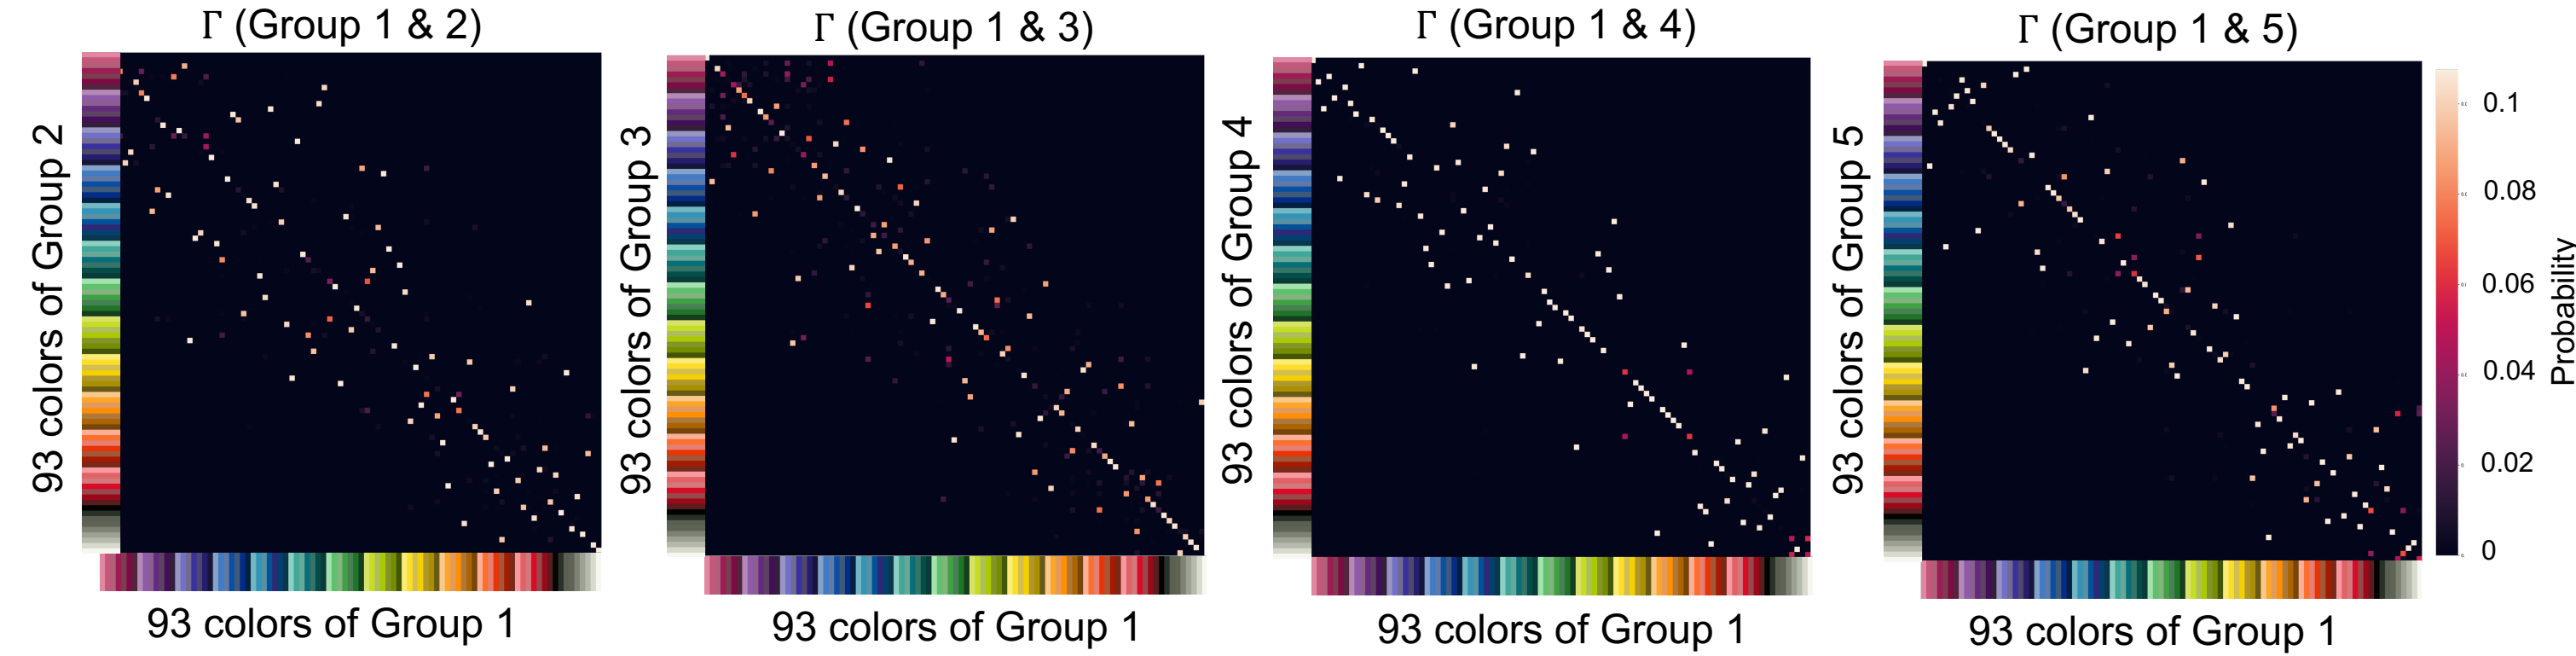 Γ (Group 1 & 2)
Γ (Group 1 & 3)
Γ (Group 1 & 4)
Γ (Group 1 & 5)
93 colors of Group 2
93 colors of Group 3
93 colors of Group 4
93 colors of Group 5
0.1
0.08
0.06
0.04
0.02
0
Probability
93 colors of Group 1
93 colors of Group 1
93 colors of Group 1
93 colors of Group 1